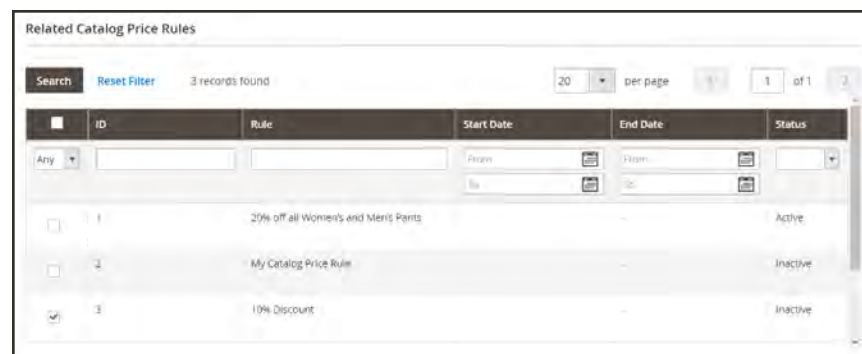 Related Catalog Price Rules
Search Reset Filter 3 records found 20 per page 1 of 1
ID Rule Start Date End Date Status
Any From From
To To
1 20% off all Women's and Men's Pants - Active
2 My Catalog Price Rule - Inactive
3 10% Discount - Inactive